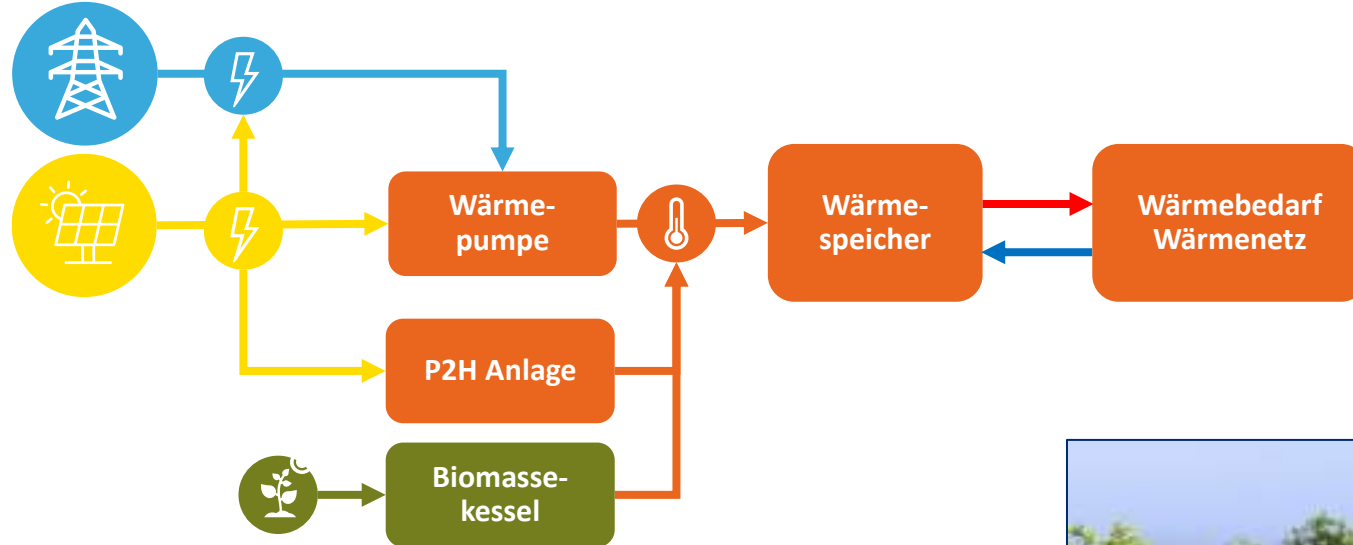 Wärme-
pumpe
Wärme-
speicher
Wärmebedarf
Wärmenetz
P2H Anlage
Biomasse-
kessel